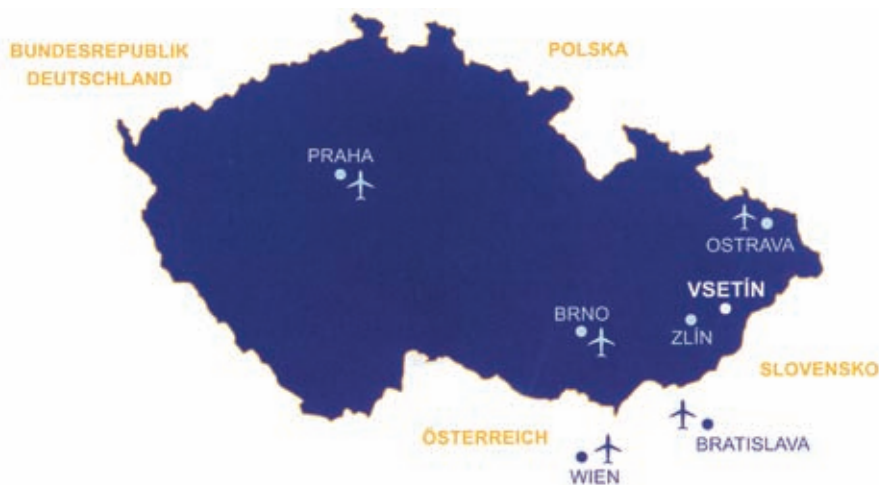 BUNDESREPUBLIK
DEUTSCHLAND
POLSKA
PRAHA
OSTRAVA
VSETÍN
BRNO
ZLÍN
SLOVENSKO
ÖSTERREICH
BRATISLAVA
WIEN